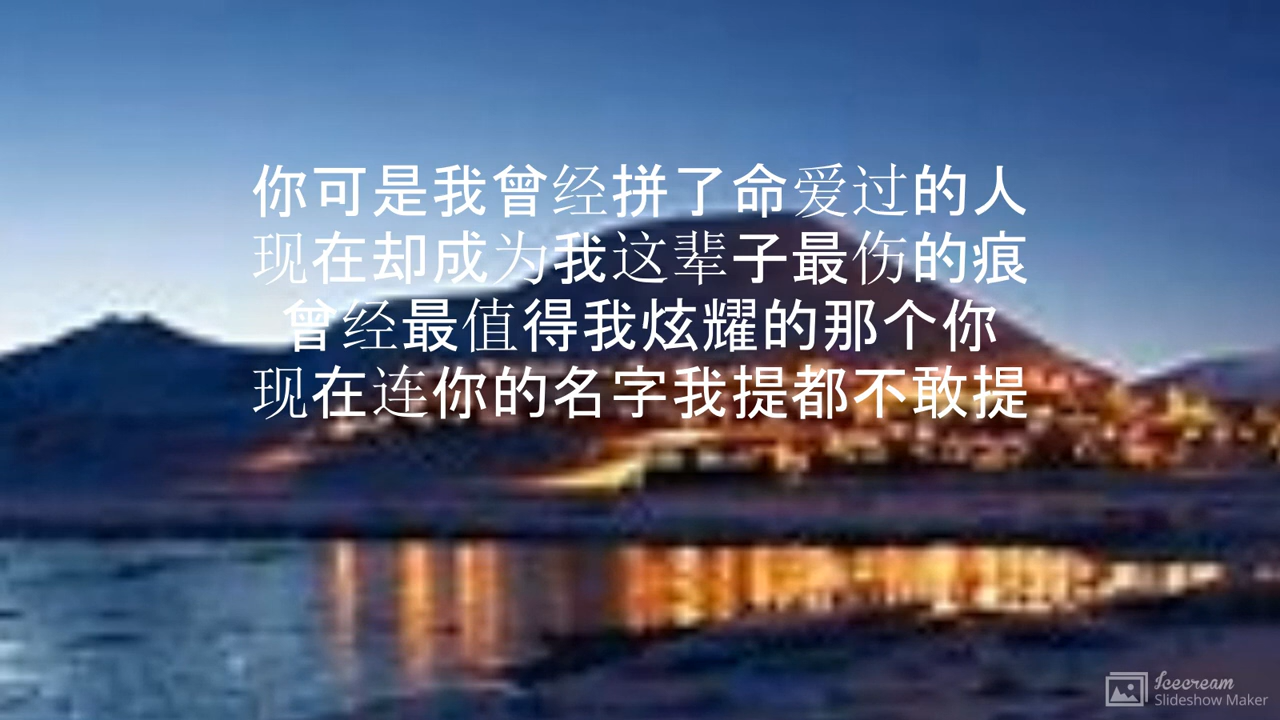 你可是我曾经拼了命爱过的人
现在却成为我这辈子最伤的痕
曾经最值得我炫耀的那个你
现在连你的名字我提都不敢提
Icecream
Slideshow Maker